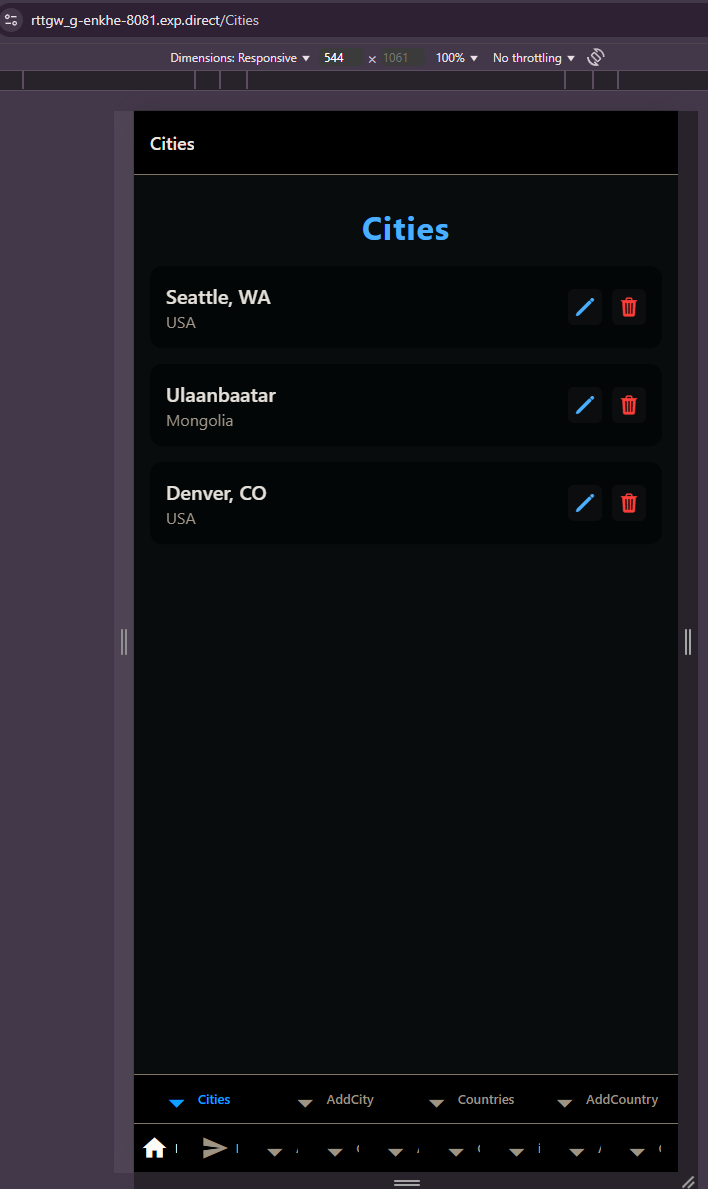 rttgw_g-enkhe-8081.exp.direct/Cities
Dimensions: Responsive 544 × 1061 100% No throttling
Cities
Cities
Seattle, WA
USA
Ulaanbaatar
Mongolia
Denver, CO
USA
Cities AddCity Countries AddCountry